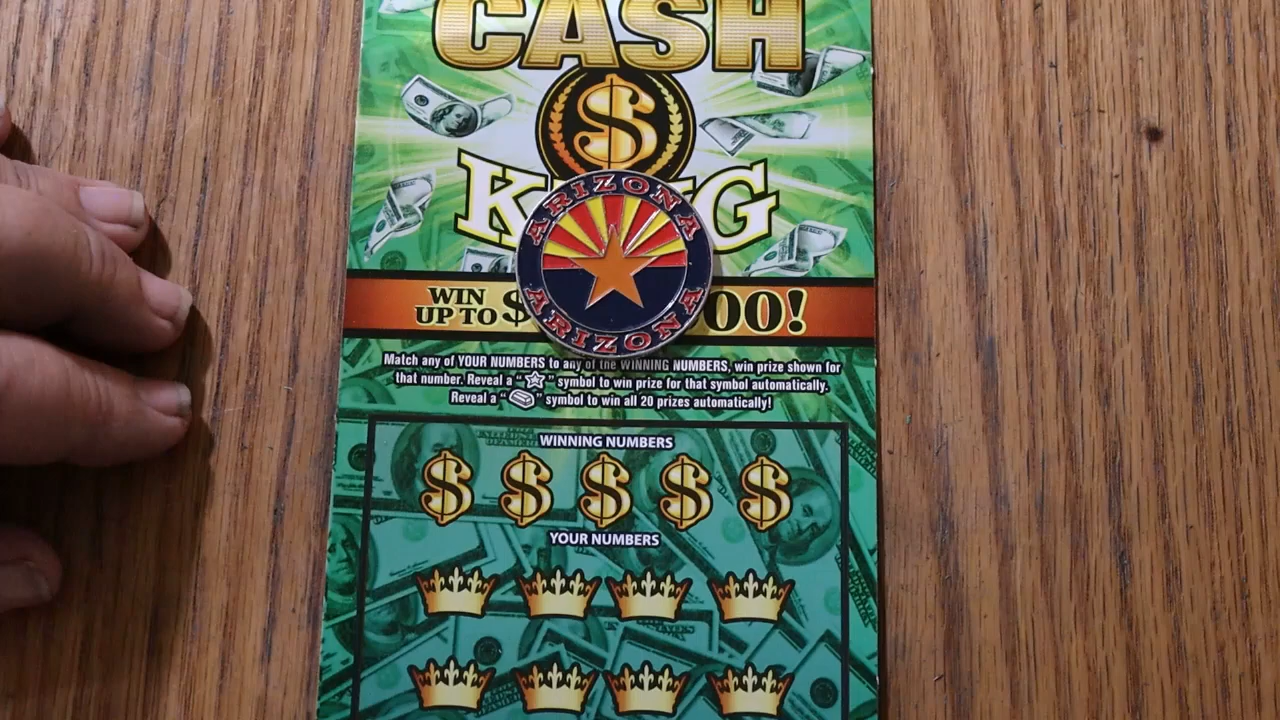 CASH
$
K NG
ARIZONA
ARIZONA
WIN
UP TO $ 00!
Match any of YOUR NUMBERS to any of the WINNING NUMBERS, win prize shown for
that number. Reveal a " " symbol to win prize for that symbol automatically.
Reveal a " " symbol to win all 20 prizes automatically!
WINNING NUMBERS
$ $ $ $ $
YOUR NUMBERS